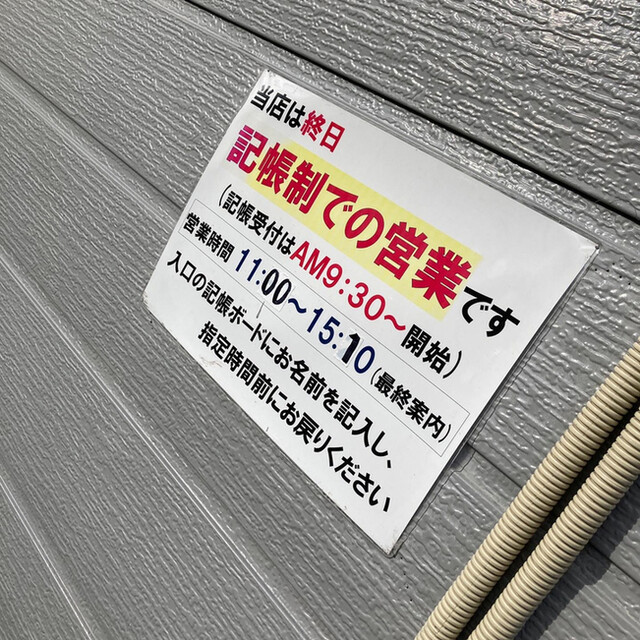 当店は終日
記帳制での営業です
(記帳受付はAM9:30～開始)
営業時間 11:00～15:10 (最終案内)
入口の記帳ボードにお名前を記入し、
指定時間前にお戻りください